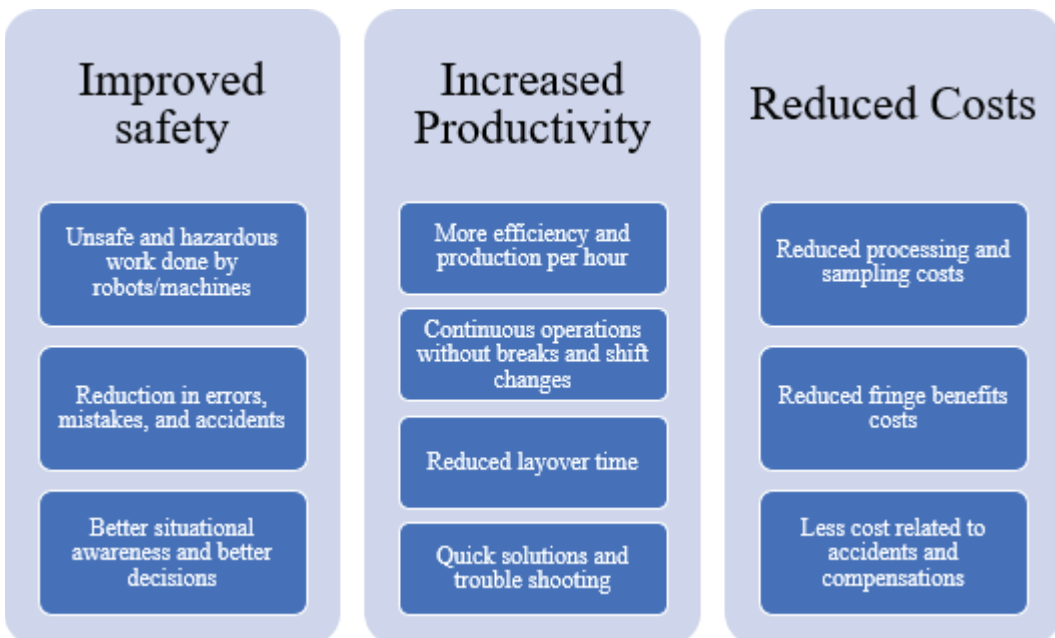 Improved
safety
Unsafe and hazardous
work done by
robots/machines
Reduction in errors,
mistakes, and accidents
Better situational
awareness and better
decisions
Increased
Productivity
More efficiency and
production per hour
Continuous operations
without breaks and shift
changes
Reduced layover time
Quick solutions and
trouble shooting
Reduced Costs
Reduced processing and
sampling costs
Reduced fringe benefits
costs
Less cost related to
accidents and
compensations